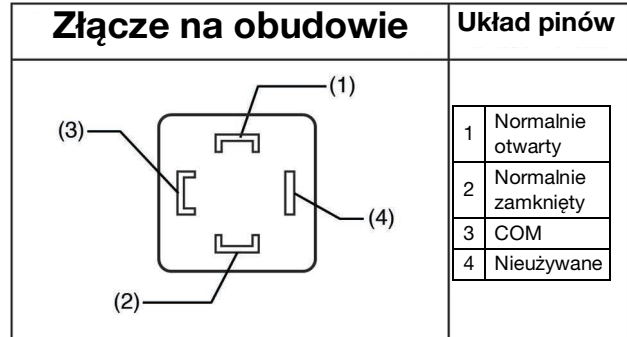 Złącze na obudowie
Układ pinów
(1)
(3)
(4)
(2)
1 Normalnie
otwarty
2 Normalnie
zamknięty
3 COM
4 Nieużywane